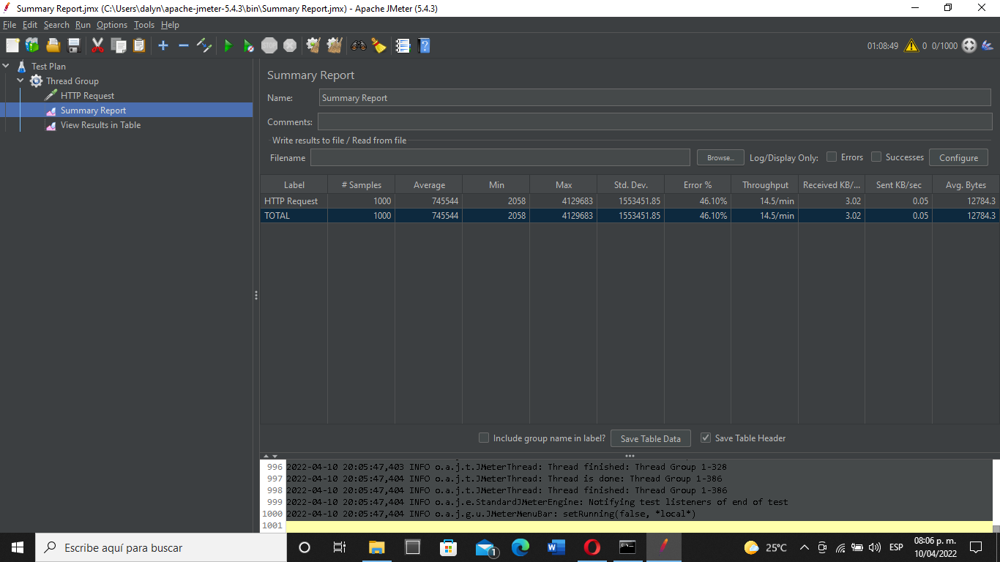 Summary Report.jmx (C:\Users\dalyn\apache-jmeter-5.4.3\bin\Summary Report.jmx) - Apache JMeter (5.4.3)
File Edit Search Run Options Tools Help
STOP 01:08:49 0 0/1000
Test Plan
Thread Group
HTTP Request
Summary Report
View Results in Table
Summary Report
Name: Summary Report
Comments:
Write results to file / Read from file
Filename Browse... Log/Display Only: Errors Successes Configure
Label # Samples Average Min Max Std. Dev. Error % Throughput Received KB/... Sent KB/sec Avg. Bytes
HTTP Request 1000 745544 2058 4129683 1553451.85 46.10% 14.5/min 3.02 0.05 12784.3
TOTAL 1000 745544 2058 4129683 1553451.85 46.10% 14.5/min 3.02 0.05 12784.3
Include group name in label? Save Table Data Save Table Header
996 2022-04-10 20:05:47,403 INFO o.a.j.t.JMeterThread: Thread finished: Thread Group 1-328
997 2022-04-10 20:05:47,404 INFO o.a.j.t.JMeterThread: Thread is done: Thread Group 1-386
998 2022-04-10 20:05:47,404 INFO o.a.j.t.JMeterThread: Thread finished: Thread Group 1-386
999 2022-04-10 20:05:47,404 INFO o.a.j.e.StandardJMeterEngine: Notifying test listeners of end of test
1000 2022-04-10 20:05:47,404 INFO o.a.j.g.u.JMeterMenuBar: setRunning(false, *local*)
1001
Escribe aquí para buscar 1 25°C ESP 08:06 p. m.
10/04/2022